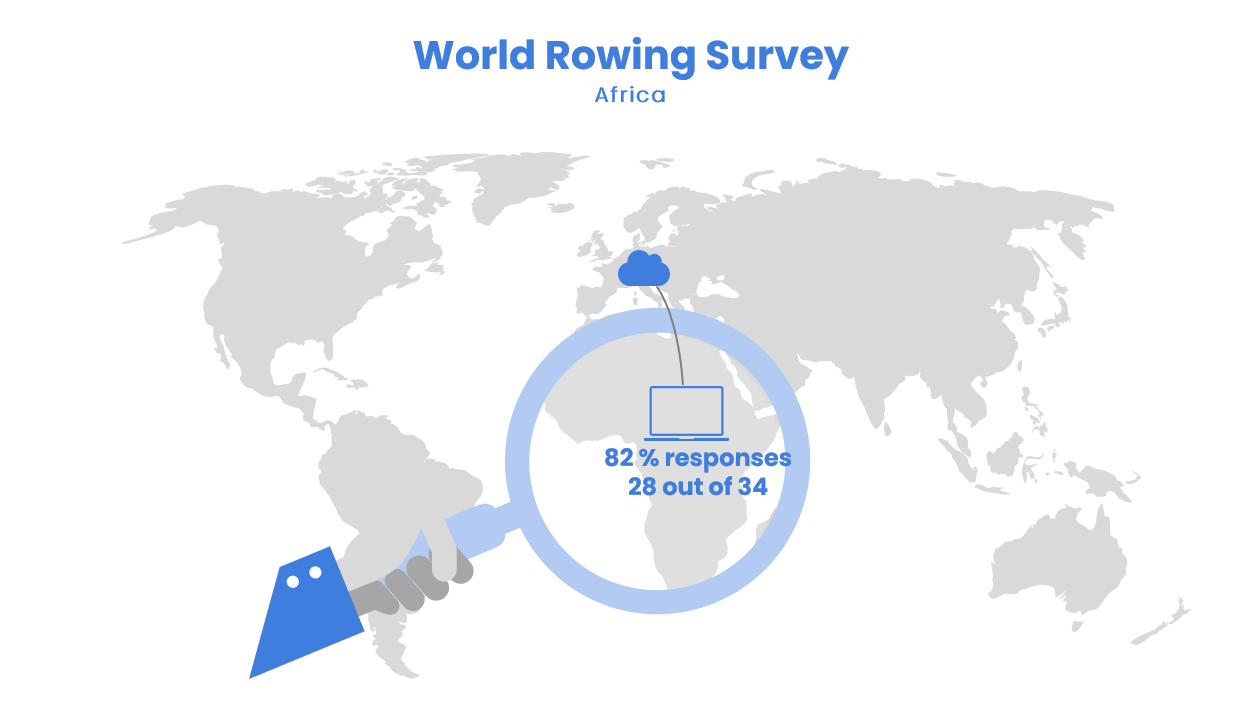 World Rowing Survey
Africa
82 % responses
28 out of 34